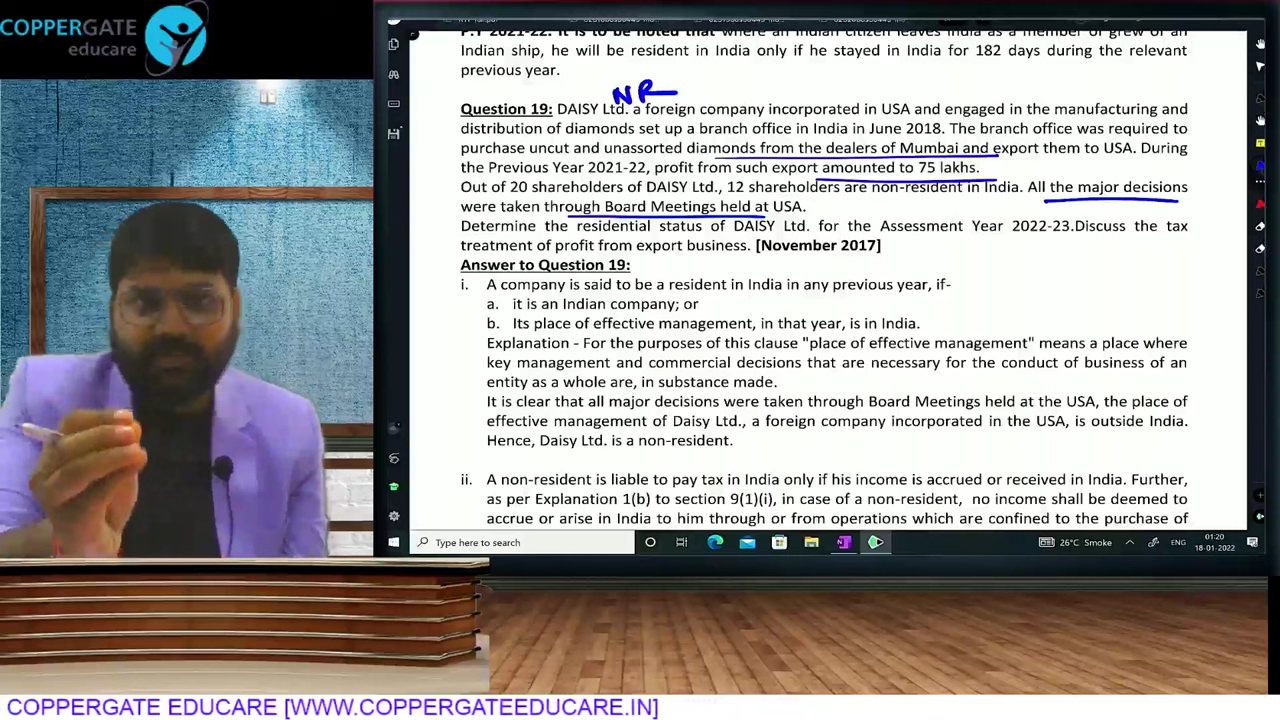 COPPERGATE
educare
F.Y 2021-22. It is to be noted that where an Indian citizen leaves India as a member of crew of an
Indian ship, he will be resident in India only if he stayed in India for 182 days during the relevant
previous year.
NR
Question 19: DAISY Ltd. a foreign company incorporated in USA and engaged in the manufacturing and
distribution of diamonds set up a branch office in India in June 2018. The branch office was required to
purchase uncut and unassorted diamonds from the dealers of Mumbai and export them to USA. During
the Previous Year 2021-22, profit from such export amounted to 75 lakhs.
Out of 20 shareholders of DAISY Ltd., 12 shareholders are non-resident in India. All the major decisions
were taken through Board Meetings held at USA.
Determine the residential status of DAISY Ltd. for the Assessment Year 2022-23.Discuss the tax
treatment of profit from export business. [November 2017]
Answer to Question 19:
i. A company is said to be a resident in India in any previous year, if-
a. it is an Indian company; or
b. Its place of effective management, in that year, is in India.
Explanation - For the purposes of this clause "place of effective management" means a place where
key management and commercial decisions that are necessary for the conduct of business of an
entity as a whole are, in substance made.
It is clear that all major decisions were taken through Board Meetings held at the USA, the place of
effective management of Daisy Ltd., a foreign company incorporated in the USA, is outside India.
Hence, Daisy Ltd. is a non-resident.
ii. A non-resident is liable to pay tax in India only if his income is accrued or received in India. Further,
as per Explanation 1(b) to section 9(1)(i), in case of a non-resident, no income shall be deemed to
accrue or arise in India to him through or from operations which are confined to the purchase of
Type here to search
26°C Smoke
ENG
01:20
18-01-2022
COPPERGATE EDUCARE [WWW.COPPERGATEEDUCARE.IN]